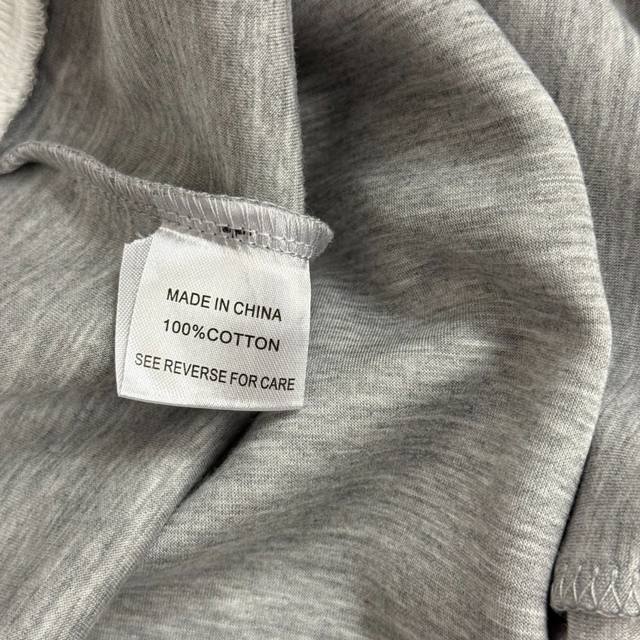 MADE IN CHINA
100%COTTON
SEE REVERSE FOR CARE